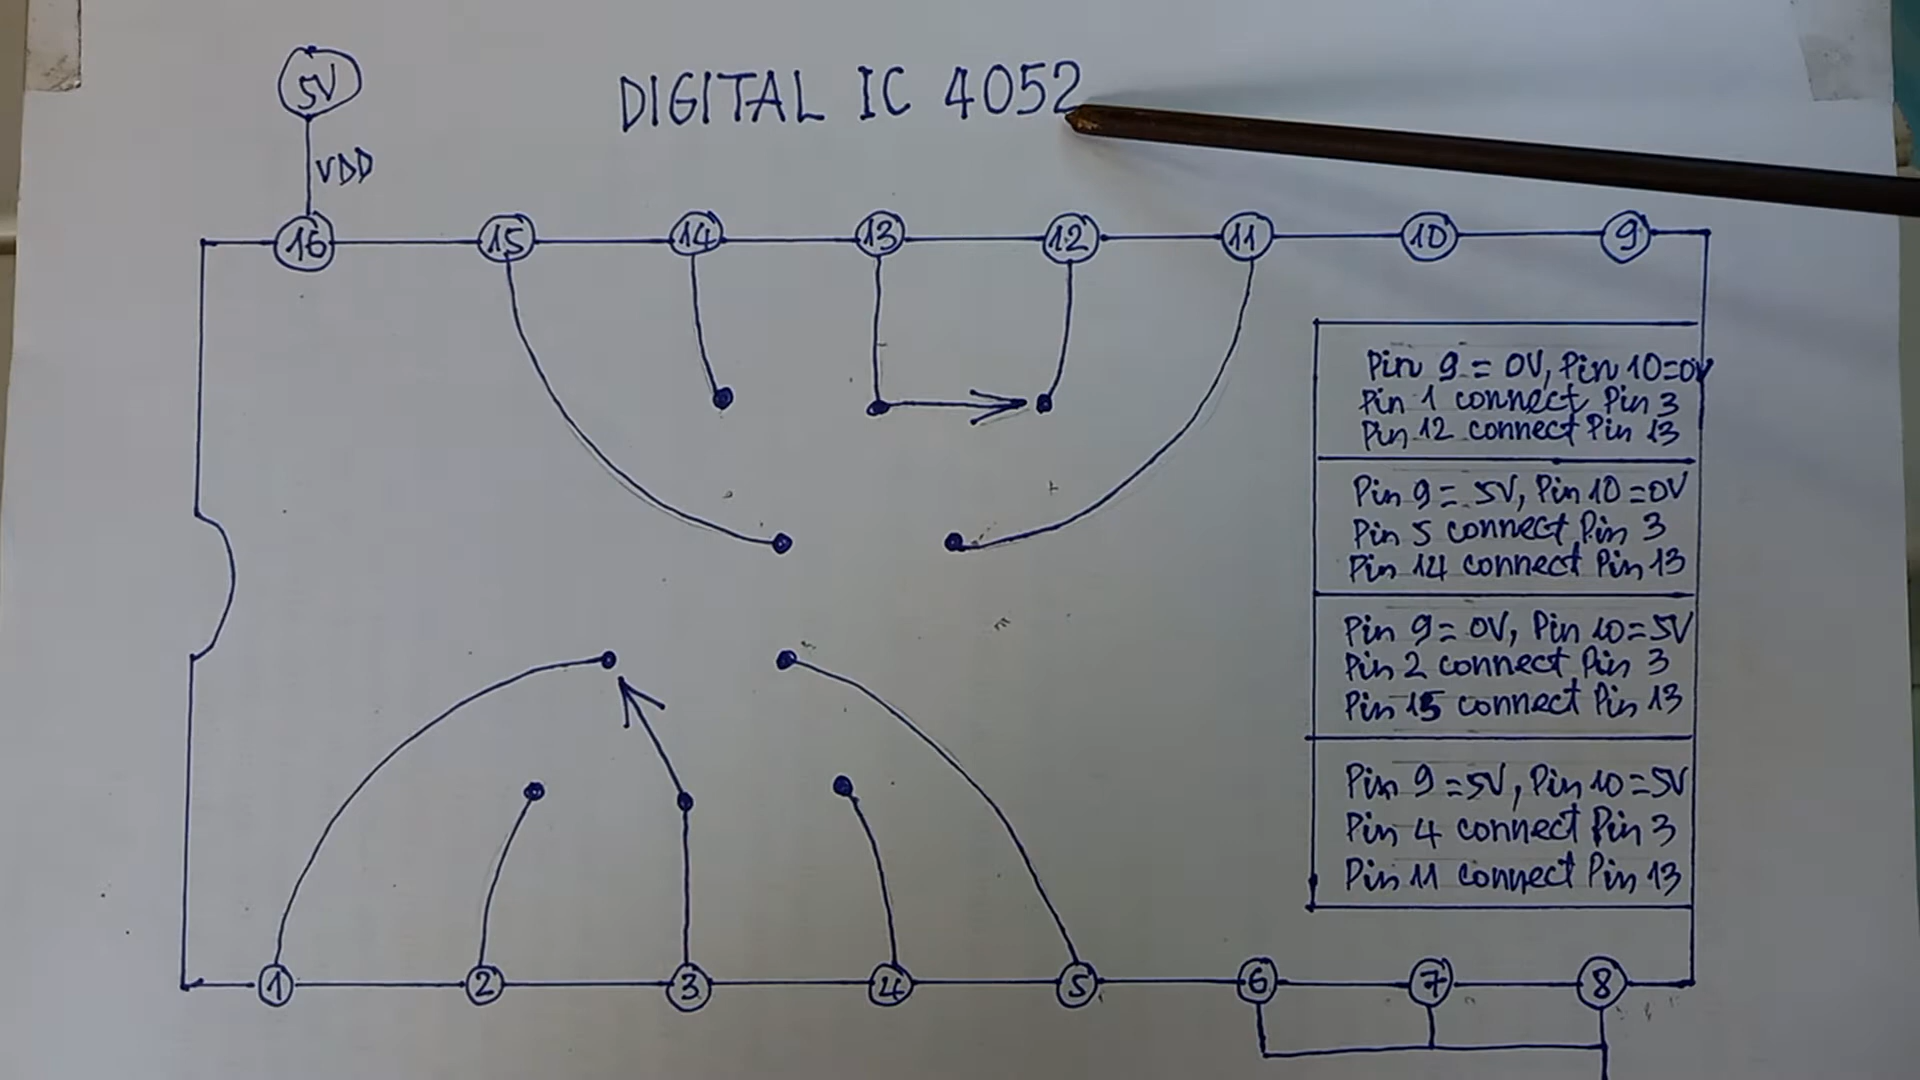 5V
DIGITAL IC 4052
VDD
16 15 14 13 12 11 10 9
Pin 9 = 0V, Pin 10=0V
Pin 1 connect Pin 3
Pin 12 connect Pin 13
Pin 9 = 5V, Pin 10=0V
Pin 5 connect Pin 3
Pin 14 connect Pin 13
Pin 9= 0V, Pin 10=5V
Pin 2 connect Pin 3
Pin 15 connect Pin 13
Pin 9=5V, Pin 10=5V
Pin 4 connect Pin 3
Pin 11 connect Pin 13
1 2 3 4 5 6 7 8